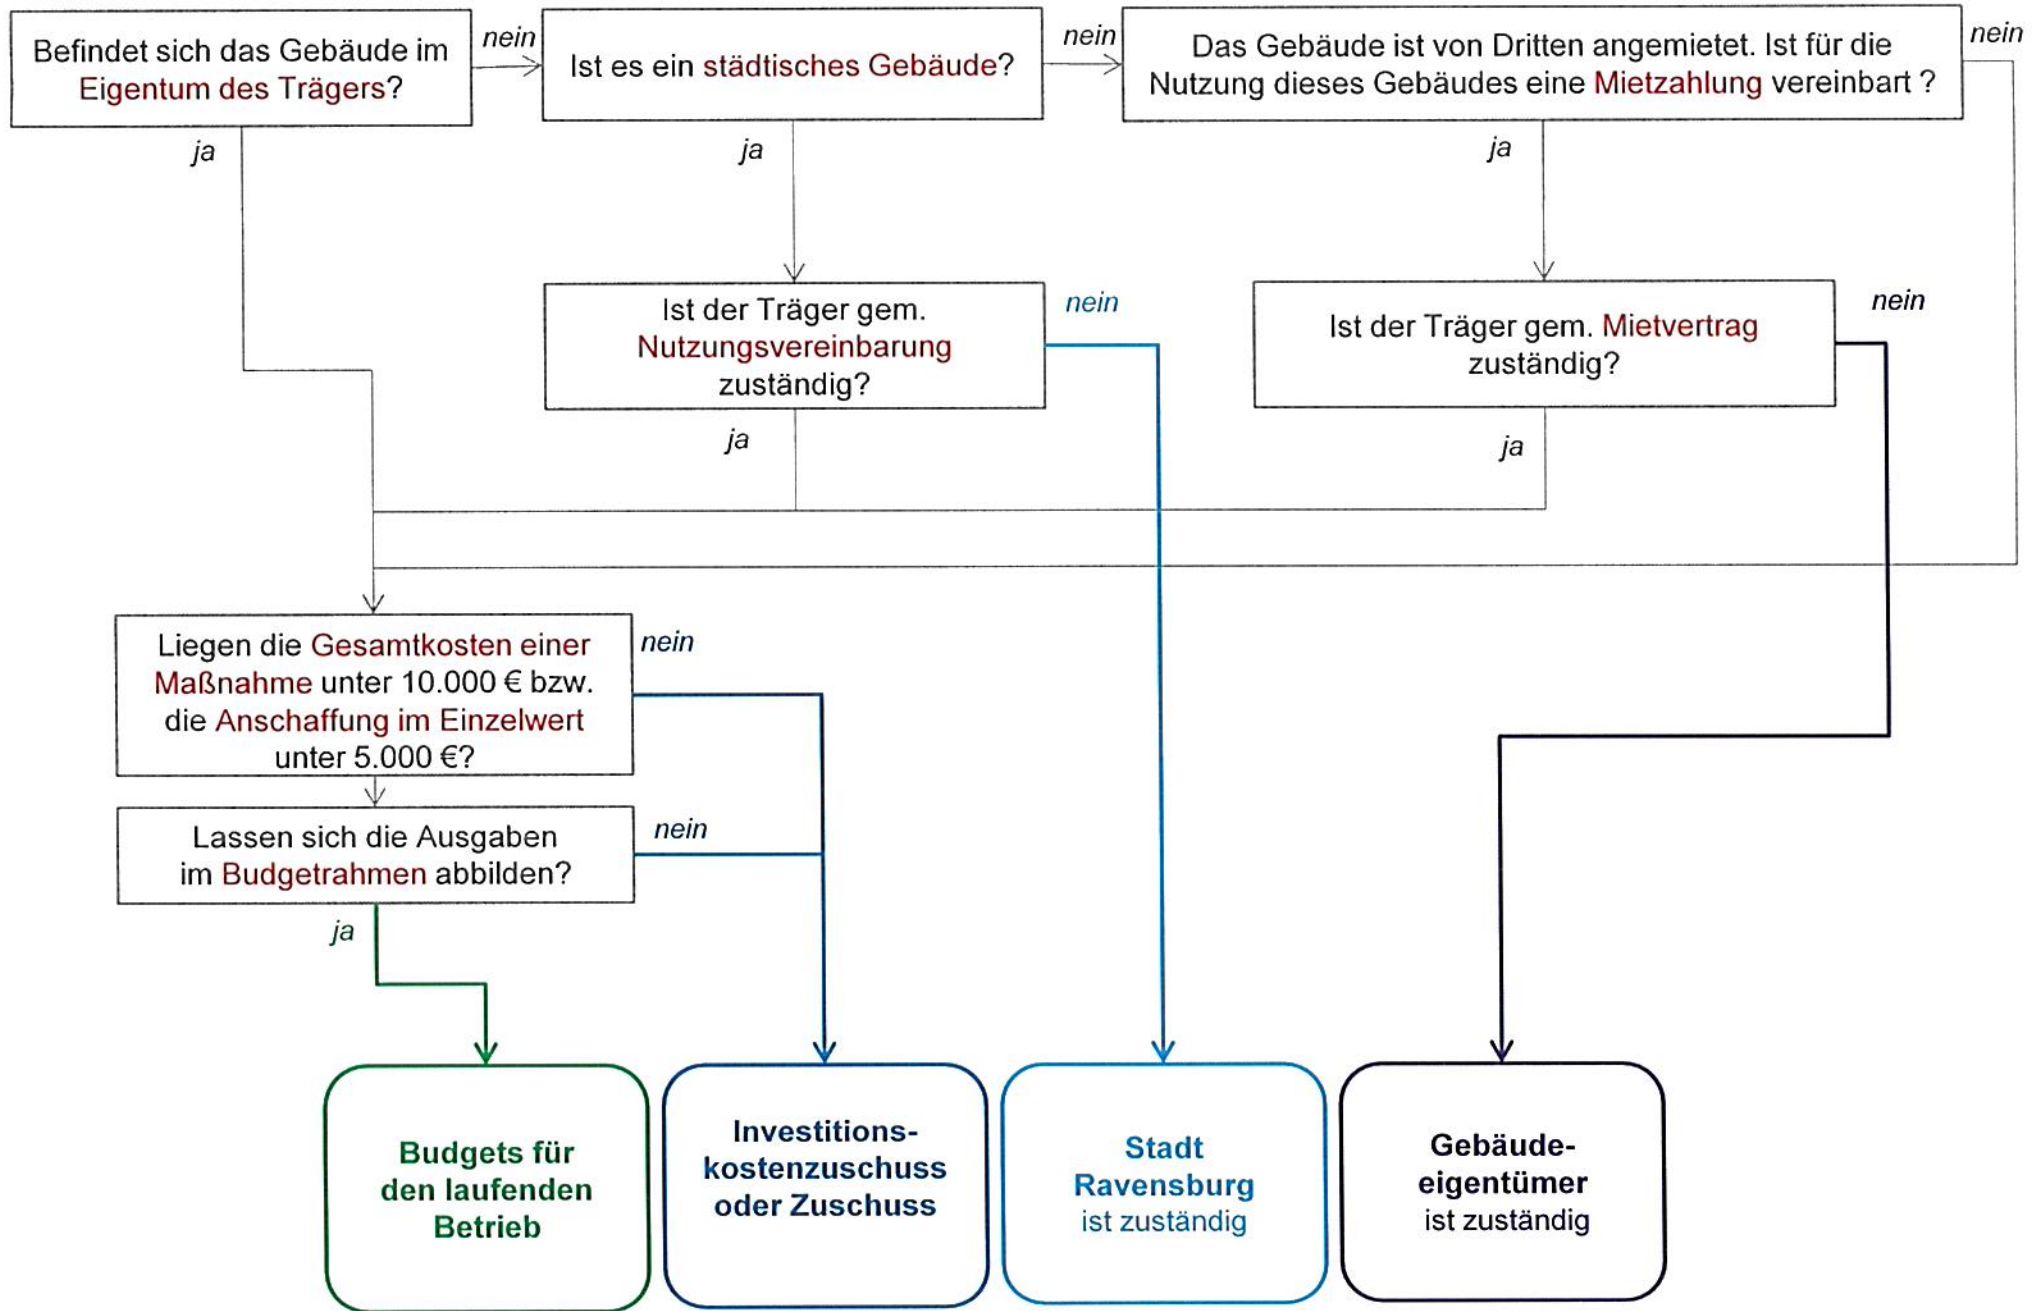 Befindet sich das Gebäude im
Eigentum des Trägers?
nein
Ist es ein städtisches Gebäude?
nein
Das Gebäude ist von Dritten angemietet. Ist für die
Nutzung dieses Gebäudes eine Mietzahlung vereinbart ?
nein
ja
ja
ja
Ist der Träger gem.
Nutzungsvereinbarung
zuständig?
nein
Ist der Träger gem. Mietvertrag
zuständig?
nein
ja
ja
Liegen die Gesamtkosten einer
Maßnahme unter 10.000 € bzw.
die Anschaffung im Einzelwert
unter 5.000 €?
nein
Lassen sich die Ausgaben
im Budgetrahmen abbilden?
nein
ja
Budgets für
den laufenden
Betrieb
Investitions-
kostenzuschuss
oder Zuschuss
Stadt
Ravensburg
ist zuständig
Gebäude-
eigentümer
ist zuständig